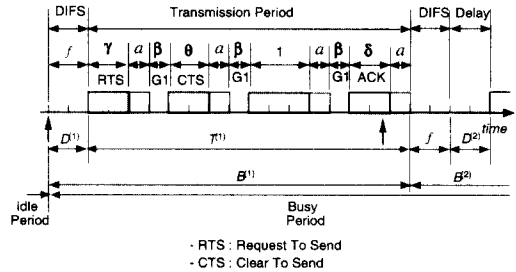 DIFS Transmission Period DIFS Delay
f γ a β θ a β 1 a β δ a
RTS G1 CTS G1 G1 ACK
time
D(1) T(1) f D(2)
B(1) B(2)
Idle Period Busy Period
- RTS : Request To Send
- CTS : Clear To Send